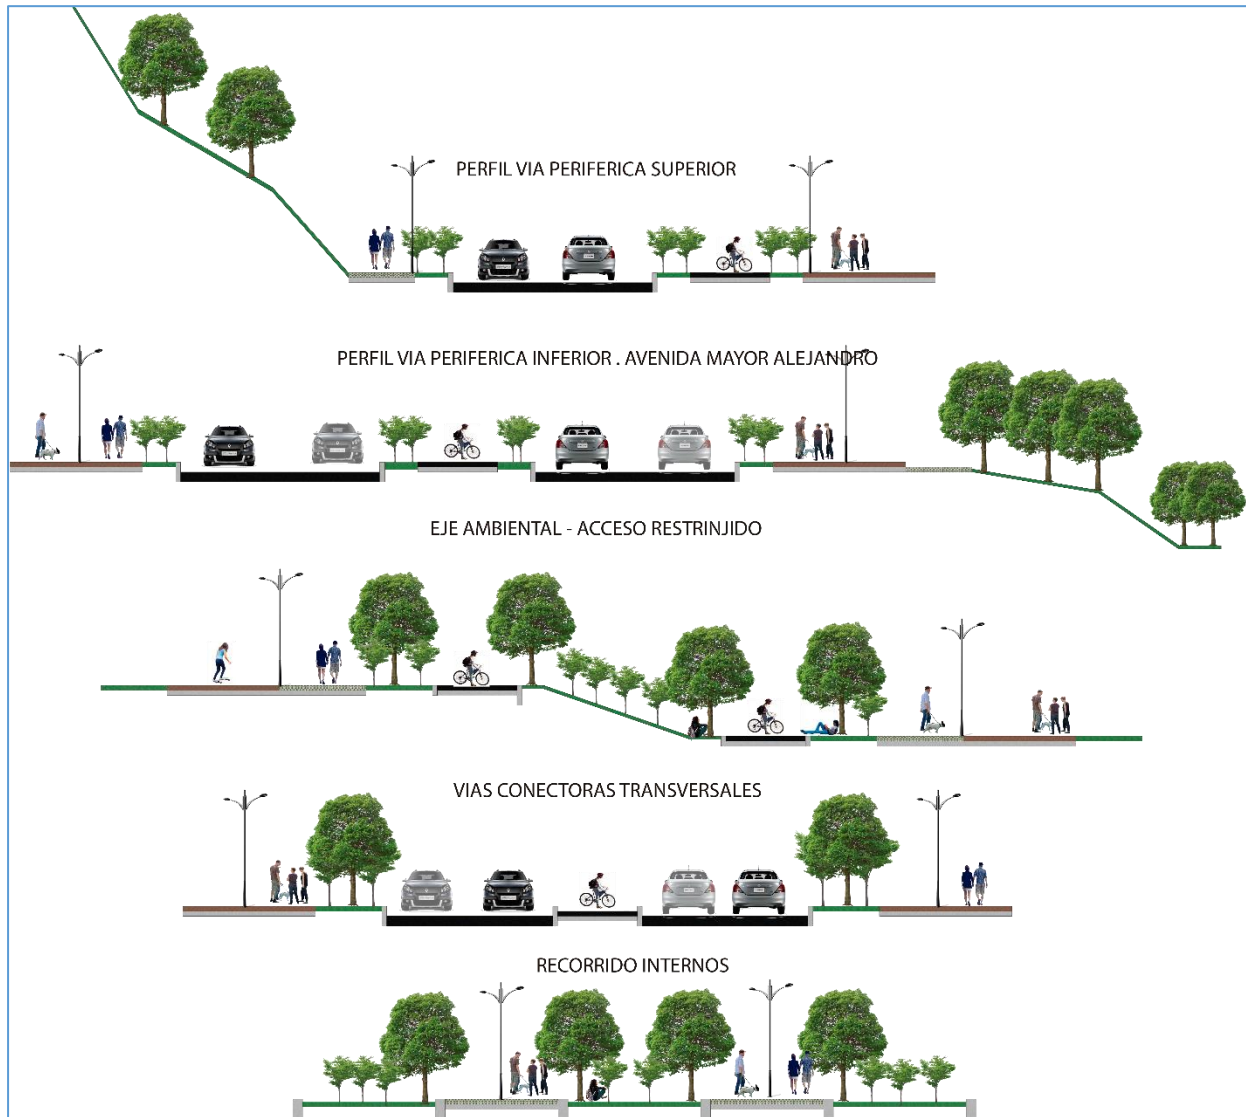 PERFIL VIA PERIFERICA SUPERIOR
PERFIL VIA PERIFERICA INFERIOR . AVENIDA MAYOR ALEJANDRO
EJE AMBIENTAL - ACCESO RESTRINJIDO
VIAS CONECTORAS TRANSVERSALES
RECORRIDO INTERNOS